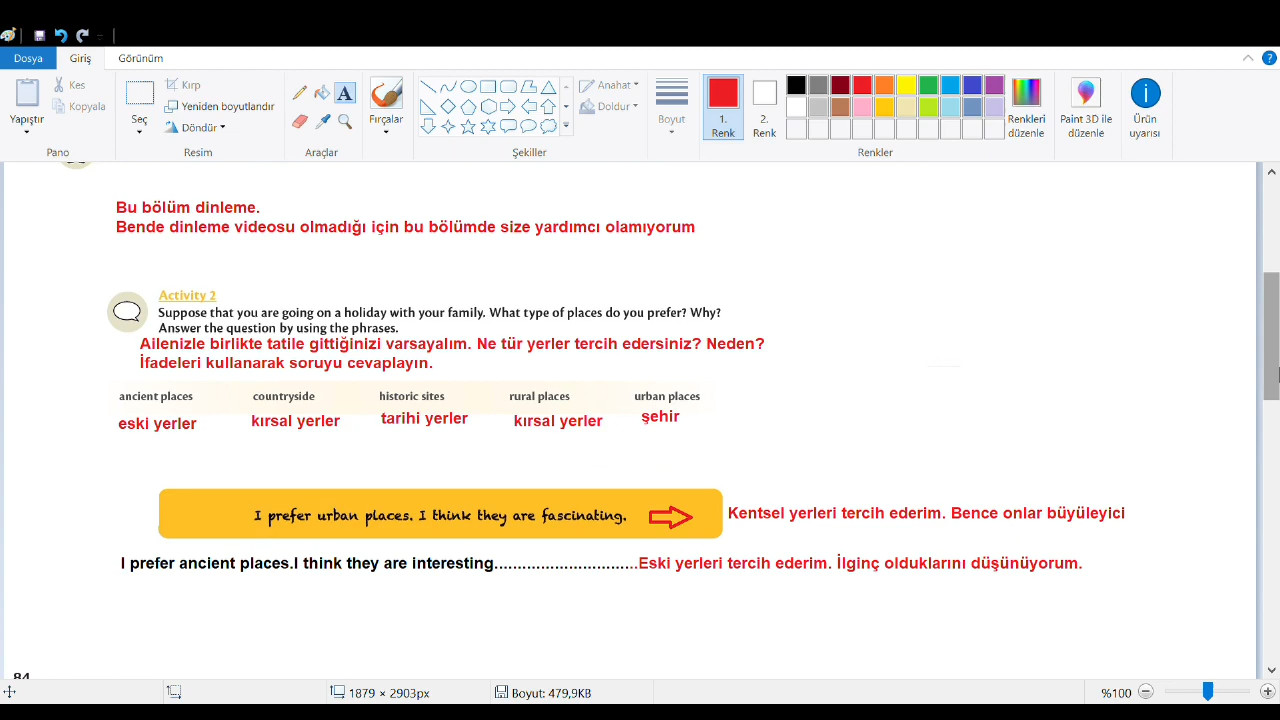 Dosya Giriş Görünüm
Yapıştır
Kes
Kopyala
Pano
Seç
Kırp
Yeniden boyutlandır
Döndür
Resim
A
Araçlar
Fırçalar
Şekiller
Anahat
Doldur
Boyut
1.
Renk
2.
Renk
Renkleri
düzenle
Renkler
Paint 3D ile
düzenle
Ürün
uyarısı
Bu bölüm dinleme.
Bende dinleme videosu olmadığı için bu bölümde size yardımcı olamıyorum
Activity 2
Suppose that you are going on a holiday with your family. What type of places do you prefer? Why?
Answer the question by using the phrases.
Ailenizle birlikte tatile gittiğinizi varsayalım. Ne tür yerler tercih edersiniz? Neden?
İfadeleri kullanarak soruyu cevaplayın.
ancient places countryside historic sites rural places urban places
eski yerler kırsal yerler tarihi yerler kırsal yerler şehir
I prefer urban places. I think they are fascinating. Kentsel yerleri tercih ederim. Bence onlar büyüleyici
I prefer ancient places.I think they are interesting...............................Eski yerleri tercih ederim. İlginç olduklarını düşünüyorum.
84
1879 × 2903px Boyut: 479,9KB %100